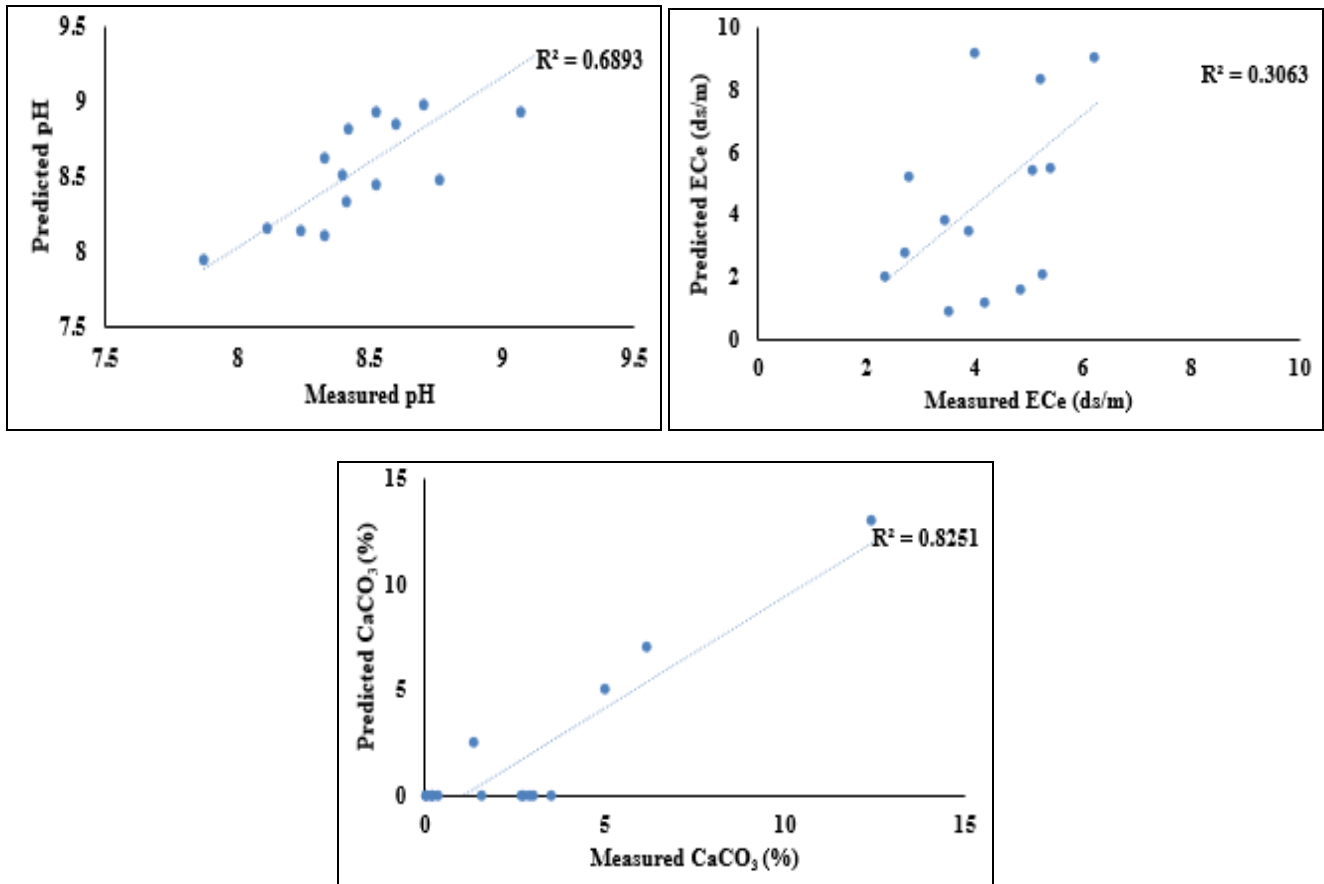 9.5
9
8.5
8
7.5
Predicted pH
R² = 0.6893
7.5 8 8.5 9 9.5
Measured pH
10
8
6
4
2
0
Predicted ECe (ds/m)
R² = 0.3063
0 2 4 6 8 10
Measured ECe (ds/m)
15
10
5
0
Predicted CaCO₃ (%)
R² = 0.8251
0 5 10 15
Measured CaCO₃ (%)